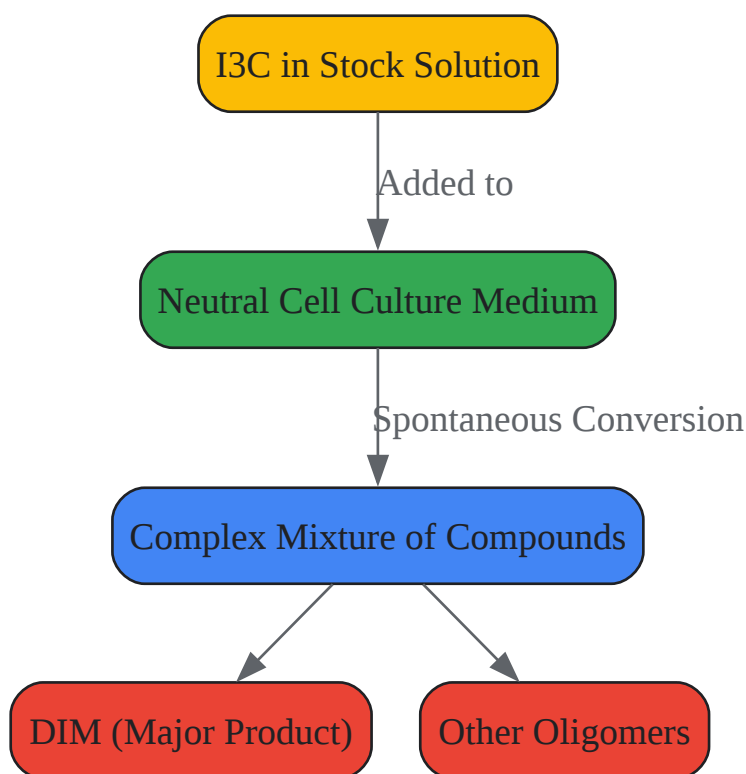 I3C in Stock Solution
Added to
Neutral Cell Culture Medium
Spontaneous Conversion
Complex Mixture of Compounds
DIM (Major Product)
Other Oligomers